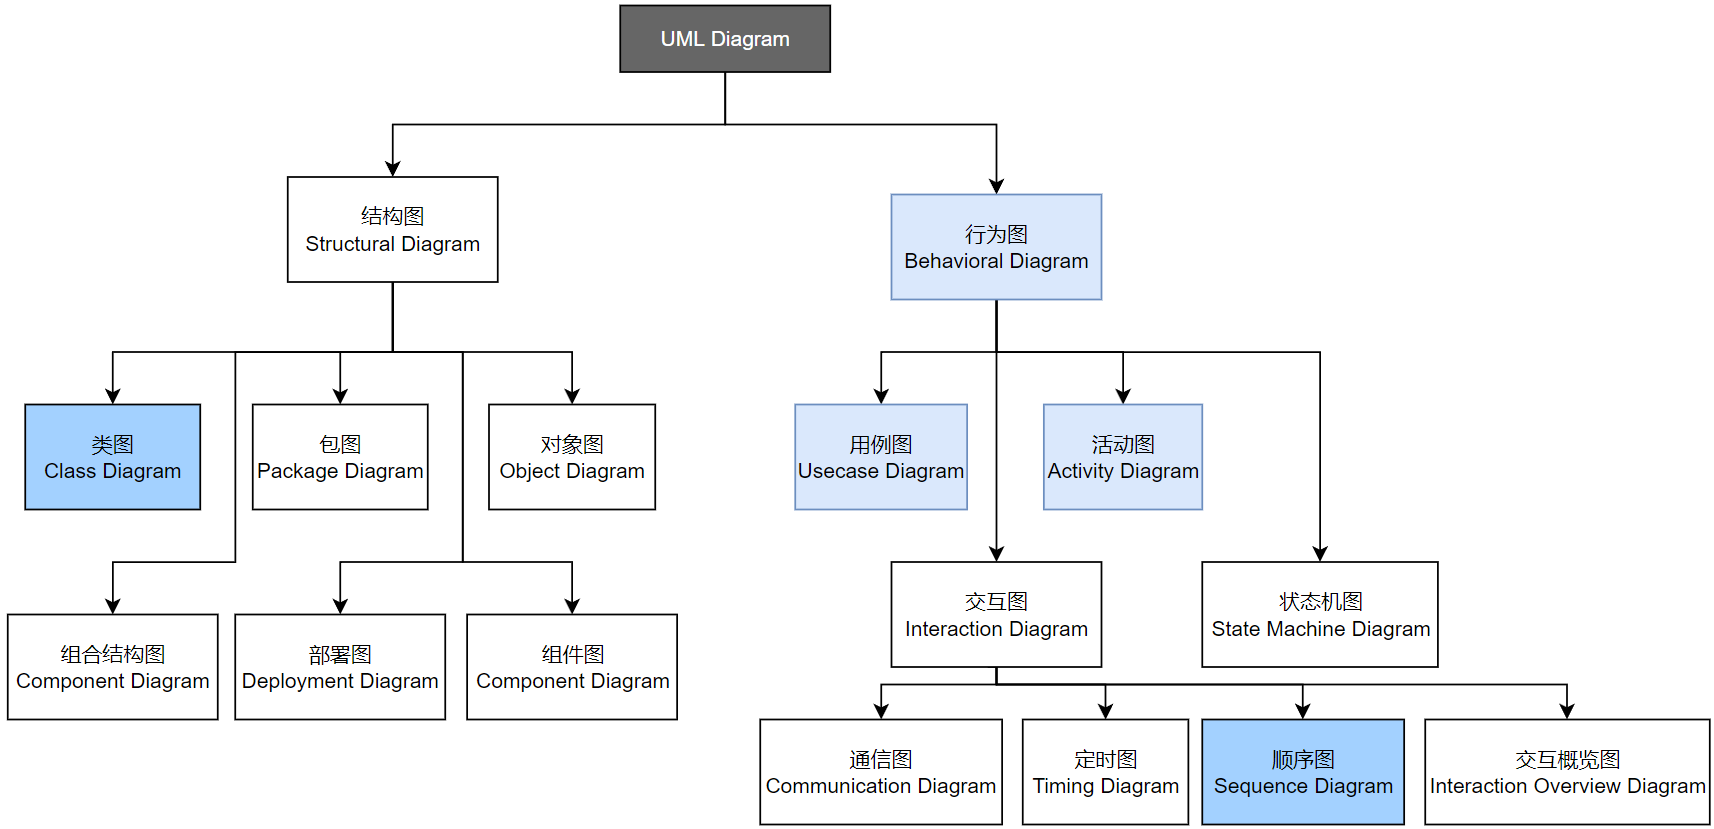 UML Diagram
结构图
Structural Diagram
行为图
Behavioral Diagram
类图
Class Diagram
包图
Package Diagram
对象图
Object Diagram
用例图
Usecase Diagram
活动图
Activity Diagram
组合结构图
Component Diagram
部署图
Deployment Diagram
组件图
Component Diagram
交互图
Interaction Diagram
状态机图
State Machine Diagram
通信图
Communication Diagram
定时图
Timing Diagram
顺序图
Sequence Diagram
交互概览图
Interaction Overview Diagram